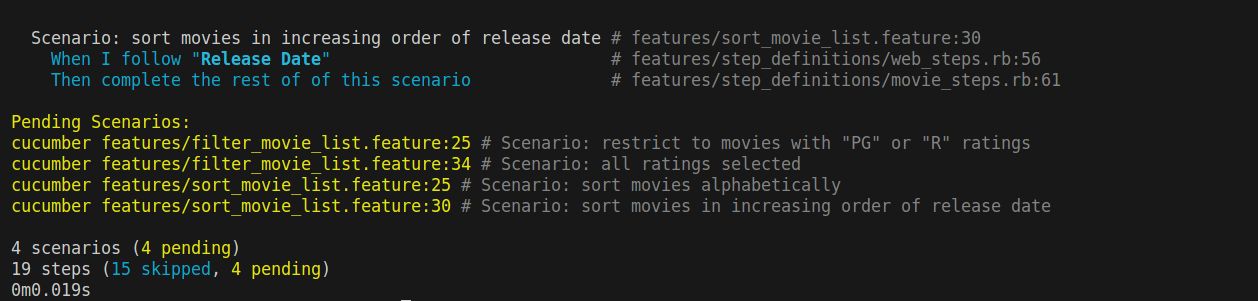 Scenario: sort movies in increasing order of release date # features/sort_movie_list.feature:30
When I follow "Release Date" # features/step_definitions/web_steps.rb:56
Then complete the rest of of this scenario # features/step_definitions/movie_steps.rb:61
Pending Scenarios:
cucumber features/filter_movie_list.feature:25 # Scenario: restrict to movies with "PG" or "R" ratings
cucumber features/filter_movie_list.feature:34 # Scenario: all ratings selected
cucumber features/sort_movie_list.feature:25 # Scenario: sort movies alphabetically
cucumber features/sort_movie_list.feature:30 # Scenario: sort movies in increasing order of release date
4 scenarios (4 pending)
19 steps (15 skipped, 4 pending)
0m0.019s